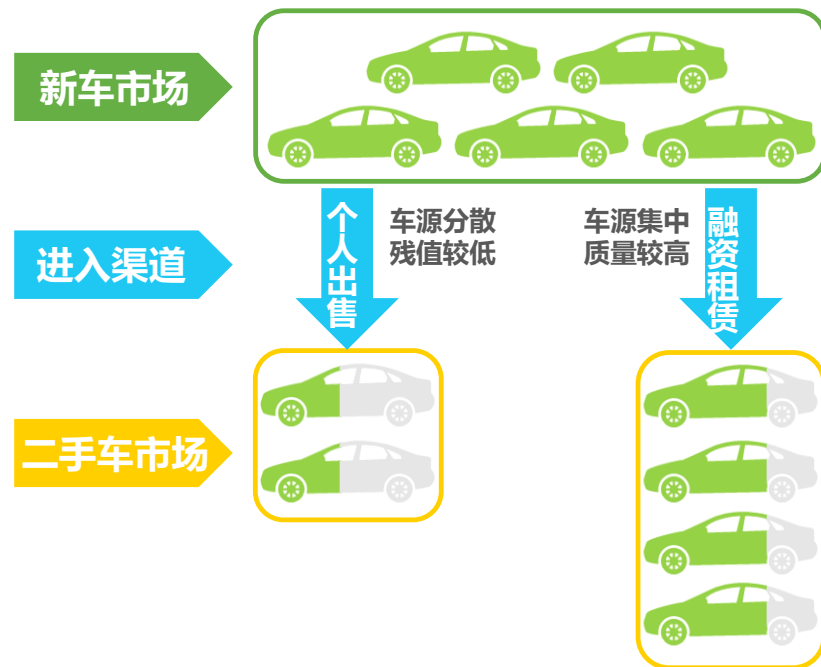 新车市场
进入渠道
个人出售
车源分散
残值较低
车源集中
质量较高
融资租赁
二手车市场